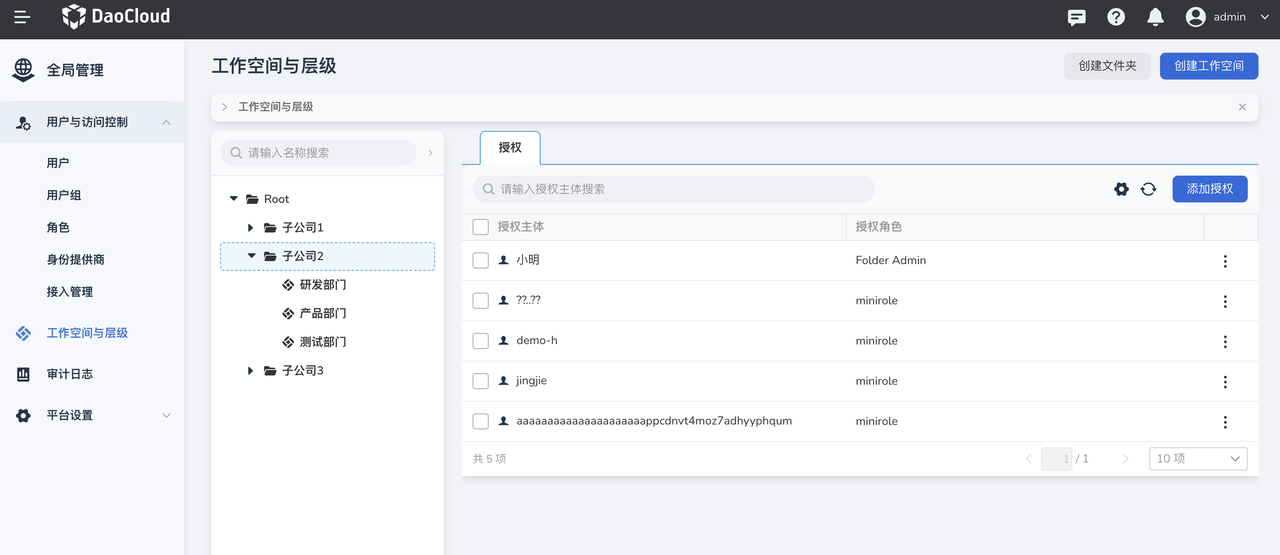 DaoCloud
admin
全局管理
用户与访问控制
用户
用户组
角色
身份提供商
接入管理
工作空间与层级
审计日志
平台设置
工作空间与层级
创建文件夹
创建工作空间
工作空间与层级
请输入名称搜索
Root
子公司1
子公司2
研发部门
产品部门
测试部门
子公司3
授权
请输入授权主体搜索
添加授权
授权主体 授权角色
小明 Folder Admin
??..?? minirole
demo-h minirole
jingjie minirole
aaaaaaaaaaaaaaaaaaaaappcdnvt4moz7adhyyphqum minirole
共 5 项
1 / 1
10 项